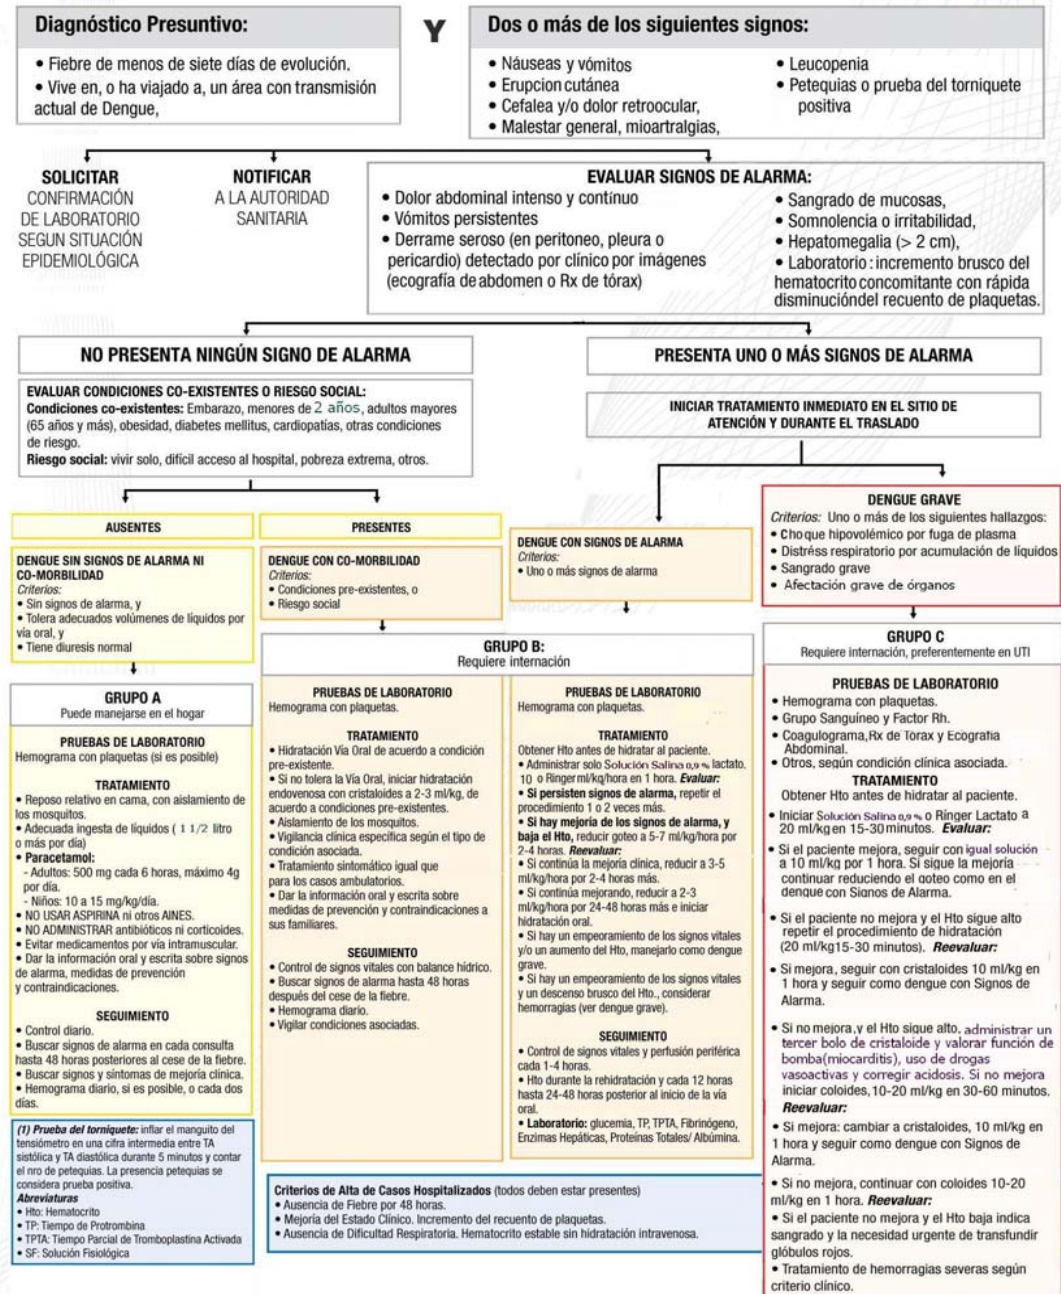 Diagnóstico Presuntivo:
• Fiebre de menos de siete días de evolución.
• Vive en, o ha viajado a, un área con transmisión
actual de Dengue,
Y
Dos o más de los siguientes signos:
• Náuseas y vómitos
• Erupcion cutánea
• Cefalea y/o dolor retroocular,
• Malestar general, mioartralgias,
• Leucopenia
• Petequias o prueba del torniquete
positiva
SOLICITAR
CONFIRMACIÓN
DE LABORATORIO
SEGUN SITUACIÓN
EPIDEMIOLÓGICA
NOTIFICAR
A LA AUTORIDAD
SANITARIA
EVALUAR SIGNOS DE ALARMA:
• Dolor abdominal intenso y contínuo
• Vómitos persistentes
• Derrame seroso (en peritoneo, pleura o
pericardio) detectado por clínico por imágenes
(ecografía de abdomen o Rx de tórax)
• Sangrado de mucosas,
• Somnolencia o irritabilidad,
• Hepatomegalia (> 2 cm),
• Laboratorio : incremento brusco del
hematocrito concomitante con rápida
disminucióndel recuento de plaquetas.
NO PRESENTA NINGÚN SIGNO DE ALARMA
EVALUAR CONDICIONES CO-EXISTENTES O RIESGO SOCIAL:
Condiciones co-existentes: Embarazo, menores de 2 años, adultos mayores
(65 años y más), obesidad, diabetes mellitus, cardiopatías, otras condiciones
de riesgo.
Riesgo social: vivir solo, difícil acceso al hospital, pobreza extrema, otros.
PRESENTA UNO O MÁS SIGNOS DE ALARMA
INICIAR TRATAMIENTO INMEDIATO EN EL SITIO DE
ATENCIÓN Y DURANTE EL TRASLADO
AUSENTES
DENGUE SIN SIGNOS DE ALARMA NI
CO-MORBILIDAD
Criterios:
• Sin signos de alarma, y
• Tolera adecuados volúmenes de líquidos por
vía oral, y
• Tiene diuresis normal
GRUPO A
Puede manejarse en el hogar
PRUEBAS DE LABORATORIO
Hemograma con plaquetas (si es posible)
TRATAMIENTO
• Reposo relativo en cama, con aislamiento de
los mosquitos.
• Adecuada ingesta de líquidos ( 1 1/2 litro
o más por día)
• Paracetamol:
- Adultos: 500 mg cada 6 horas, máximo 4g
por día.
- Niños: 10 a 15 mg/kg/día.
• NO USAR ASPIRINA ni otros AINES.
• NO ADMINISTRAR antibióticos ni corticoides.
• Evitar medicamentos por vía intramuscular.
• Dar la información oral y escrita sobre signos
de alarma, medidas de prevención
y contraindicaciones.
SEGUIMIENTO
• Control diario.
• Buscar signos de alarma en cada consulta
hasta 48 horas posteriores al cese de la fiebre.
• Buscar signos y síntomas de mejoría clínica.
• Hemograma diario, si es posible, o cada dos
días.
(1) Prueba del torniquete: inflar el manguito del
tensiómetro en una cifra intermedia entre TA
sistólica y TA diastólica durante 5 minutos y contar
el nro de petequias. La presencia petequias se
considera prueba positiva.
Abreviaturas
• Hto: Hematocrito
• TP: Tiempo de Protrombina
• TPTA: Tiempo Parcial de Tromboplastina Activada
• SF: Solución Fisiológica
PRESENTES
DENGUE CON CO-MORBILIDAD
Criterios:
• Condiciones pre-existentes, o
• Riesgo social
DENGUE CON SIGNOS DE ALARMA
Criterios:
• Uno o más signos de alarma
GRUPO B:
Requiere internación
PRUEBAS DE LABORATORIO
Hemograma con plaquetas.
TRATAMIENTO
• Hidratación Vía Oral de acuerdo a condición
pre-existente.
• Si no tolera la Vía Oral, iniciar hidratación
endovenosa con cristaloides a 2-3 ml/kg, de
acuerdo a condiciones pre-existentes.
• Aislamiento de los mosquitos.
• Vigilancia clínica específica según el tipo de
condición asociada.
• Tratamiento sintomático igual que
para los casos ambulatorios.
• Dar la información oral y escrita sobre
medidas de prevención y contraindicaciones a
sus familiares.
SEGUIMIENTO
• Control de signos vitales con balance hídrico.
• Buscar signos de alarma hasta 48 horas
después del cese de la fiebre.
• Hemograma diario.
• Vigilar condiciones asociadas.
PRUEBAS DE LABORATORIO
Hemograma con plaquetas.
TRATAMIENTO
Obtener Hto antes de hidratar al paciente.
• Administrar solo Solución Salina 0,9 % lactato.
10 o Ringerml/kg/hora en 1 hora. Evaluar:
• Si persisten signos de alarma, repetir el
procedimiento 1 o 2 veces más.
• Si hay mejoría de los signos de alarma, y
baja el Hto, reducir goteo a 5-7 ml/kg/hora por
2-4 horas. Reevaluar:
• Si continúa la mejoría clínica, reducir a 3-5
ml/kg/hora por 2-4 horas más.
• Si continúa mejorando, reducir a 2-3
ml/kg/hora por 24-48 horas más e iniciar
hidratación oral.
• Si hay un empeoramiento de los signos vitales
y/o un aumento del Hto, manejarlo como dengue
grave.
• Si hay un empeoramiento de los signos vitales
y un descenso brusco del Hto., considerar
hemorragias (ver dengue grave).
SEGUIMIENTO
• Control de signos vitales y perfusión periférica
cada 1-4 horas.
• Hto durante la rehidratación y cada 12 horas
hasta 24-48 horas posterior al inicio de la vía
oral.
• Laboratorio: glucemia, TP, TPTA, Fibrinógeno,
Enzimas Hepáticas, Proteínas Totales/ Albúmina.
Criterios de Alta de Casos Hospitalizados (todos deben estar presentes)
• Ausencia de Fiebre por 48 horas.
• Mejoría del Estado Clínico. Incremento del recuento de plaquetas.
• Ausencia de Dificultad Respiratoria. Hematocrito estable sin hidratación intravenosa.
DENGUE GRAVE
Criterios: Uno o más de los siguientes hallazgos:
• Choque hipovolémico por fuga de plasma
• Distréss respiratorio por acumulación de líquidos
• Sangrado grave
• Afectación grave de órganos
GRUPO C
Requiere internación, preferentemente en UTI
PRUEBAS DE LABORATORIO
• Hemograma con plaquetas.
• Grupo Sanguíneo y Factor Rh.
• Coagulograma,Rx de Torax y Ecografia
Abdominal.
• Otros, según condición clínica asociada.
TRATAMIENTO
Obtener Hto antes de hidratar al paciente.
• Iniciar Solución Salina 0,9 % o Ringer Lactato a
20 ml/kg en 15-30 minutos. Evaluar:
• Si el paciente mejora, seguir con igual solución
a 10 ml/kg por 1 hora. Si sigue la mejoría
continuar reduciendo el goteo como en el
dengue con Signos de Alarma.
• Si el paciente no mejora y el Hto sigue alto
repetir el procedimiento de hidratación
(20 ml/kg15-30 minutos). Reevaluar:
• Si mejora, seguir con cristaloides 10 ml/kg en
1 hora y seguir como dengue con Signos de
Alarma.
• Si no mejora,y el Hto sigue alto, administrar un
tercer bolo de cristaloide y valorar función de
bomba(miocarditis), uso de drogas
vasoactivas y corregir acidosis. Si no mejora
iniciar coloides, 10-20 ml/kg en 30-60 minutos.
Reevaluar:
• Si mejora: cambiar a cristaloides, 10 ml/kg en
1 hora y seguir como dengue con Signos de
Alarma.
• Si no mejora, continuar con coloides 10-20
ml/kg en 1 hora. Reevaluar:
• Si el paciente no mejora y el Hto baja indica
sangrado y la necesidad urgente de transfundir
glóbulos rojos.
• Tratamiento de hemorragias severas según
criterio clínico.